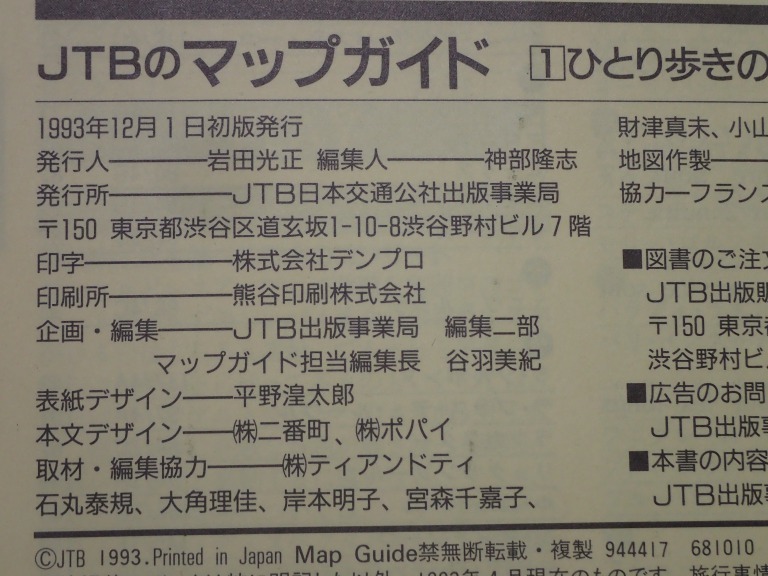 JTBのマップガイド 1 ひとり歩きの
1993年12月1日初版発行
発行人━━━岩田光正 編集人━━━神部隆志
発行所━━━JTB日本交通公社出版事業局
〒150 東京都渋谷区道玄坂1-10-8渋谷野村ビル7階
印字━━━株式会社デンプロ
印刷所━━━熊谷印刷株式会社
企画・編集━━JTB出版事業局 編集二部
マップガイド担当編集長 谷羽美紀
表紙デザイン━━平野湟太郎
本文デザイン━━㈱二番町、㈱ポパイ
取材・編集協力━━━㈱ティアンドティ
石丸泰規、大角理佳、岸本明子、宮森千嘉子、
財津真未、小山
地図作製━━
協力━フランス
■図書のご注文
JTB出版販
〒150 東京
渋谷野村ビ
■広告のお問
JTB出版事
■本書の内容
JTB出版事
©JTB 1993.Printed in Japan Map Guide禁無断転載・複製 944417 681010